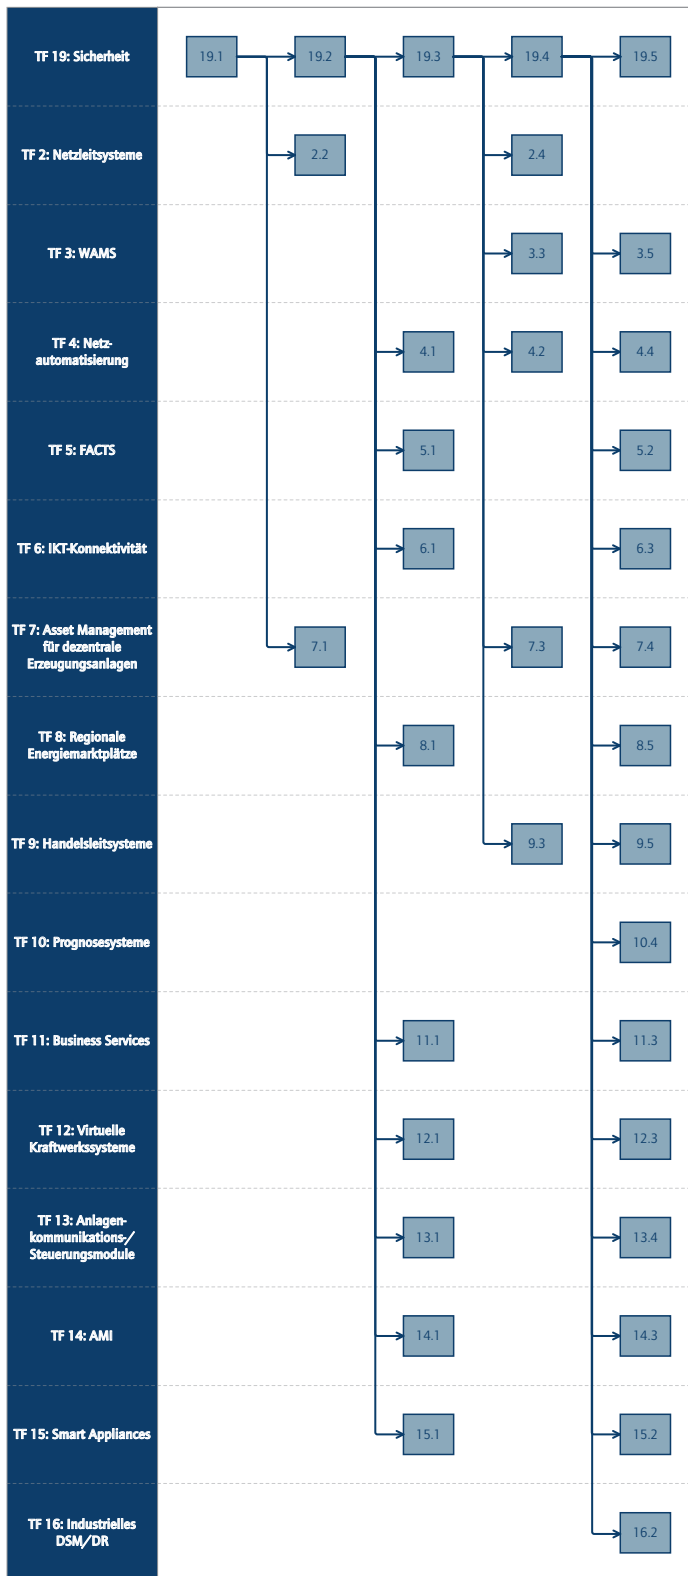 TF 19: Sicherheit
19.1
19.2
19.3
19.4
19.5
TF 2: Netzleitsysteme
2.2
2.4
TF 3: WAMS
3.3
3.5
TF 4: Netz-
automatisierung
4.1
4.2
4.4
TF 5: FACTS
5.1
5.2
TF 6: IKT-Konnektivität
6.1
6.3
TF 7: Asset Management
für dezentrale
Erzeugungsanlagen
7.1
7.3
7.4
TF 8: Regionale
Energiemarktplätze
8.1
8.5
TF 9: Handelsleitsysteme
9.3
9.5
TF 10: Prognosesysteme
10.4
TF 11: Business Services
11.1
11.3
TF 12: Virtuelle
Kraftwerkssysteme
12.1
12.3
TF 13: Anlagen-
kommunikations-/
Steuerungsmodule
13.1
13.4
TF 14: AMI
14.1
14.3
TF 15: Smart Appliances
15.1
15.2
TF 16: Industrielles
DSM/DR
16.2